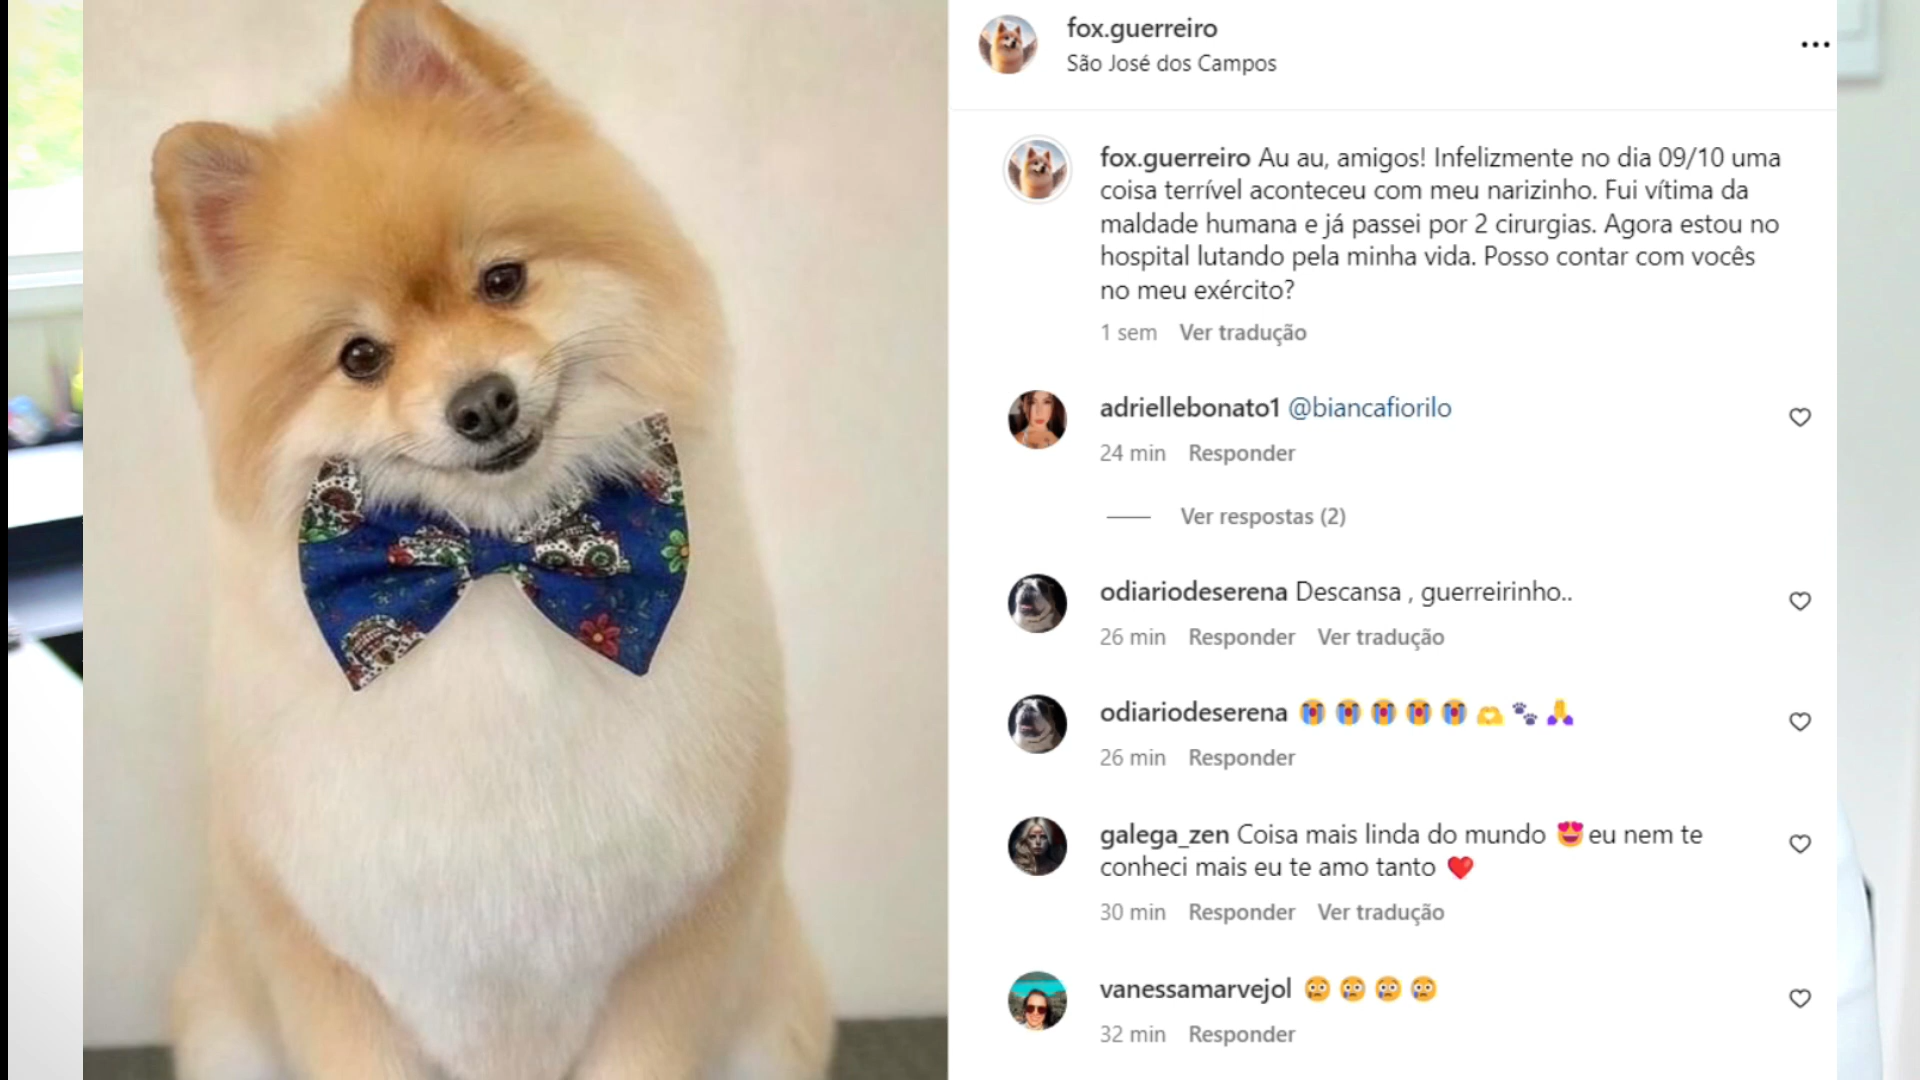 fox.guerreiro
São José dos Campos
fox.guerreiro Au au, amigos! Infelizmente no dia 09/10 uma
coisa terrível aconteceu com meu narizinho. Fui vítima da
maldade humana e já passei por 2 cirurgias. Agora estou no
hospital lutando pela minha vida. Posso contar com vocês
no meu exército?
1 sem Ver tradução
adriellebonato1 @biancafiorilo
24 min Responder
Ver respostas (2)
odiariodeserena Descansa , guerreirinho..
26 min Responder Ver tradução
odiariodeserena 😭😭😭😭😭🫶🐾🙏
26 min Responder
galega_zen Coisa mais linda do mundo 😍eu nem te
conheci mais eu te amo tanto ❤️
30 min Responder Ver tradução
vanessamarvejol 😢😢😢😢
32 min Responder